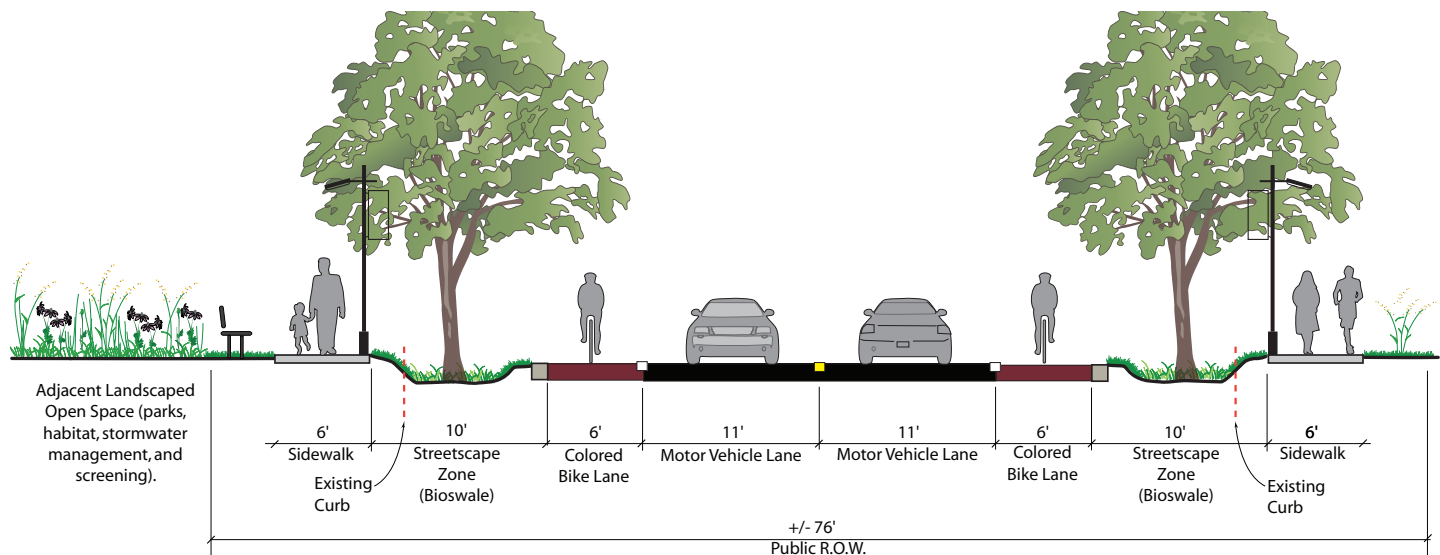 Adjacent Landscaped
Open Space (parks,
habitat, stormwater
management, and
screening).
6'
Sidewalk
Existing
Curb
10'
Streetscape
Zone
(Bioswale)
6'
Colored
Bike Lane
11'
Motor Vehicle Lane
11'
Motor Vehicle Lane
6'
Colored
Bike Lane
10'
Streetscape
Zone
(Bioswale)
6'
Sidewalk
Existing
Curb
+/- 76'
Public R.O.W.